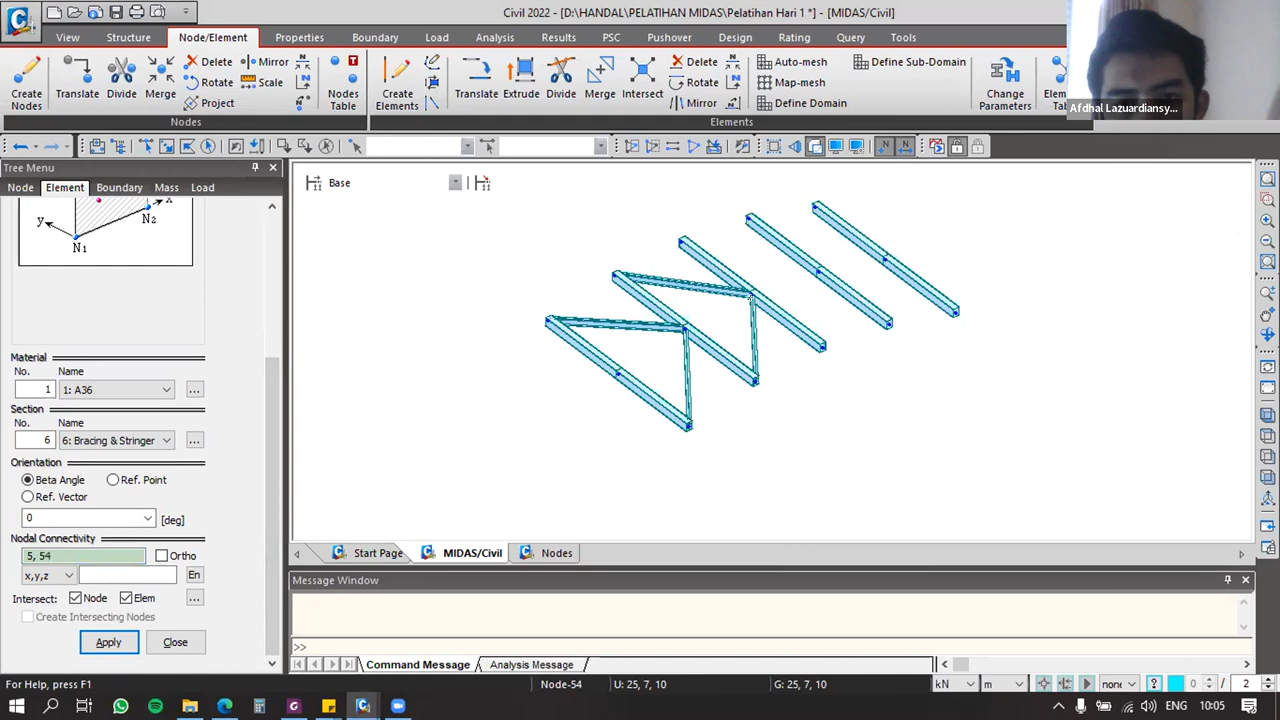 Civil 2022 - [D:\HANDAL\PELATIHAN MIDAS\Pelatihan Hari 1 *] - [MIDAS/Civil]
View Structure Node/Element Properties Boundary Load Analysis Results PSC Pushover Design Rating Query Tools
Delete Mirror Delete Auto-mesh Define Sub-Domain
Rotate Scale Rotate Map-mesh
Project Mirror Define Domain
Create Nodes Translate Divide Merge Nodes Table Create Elements Translate Extrude Divide Merge Intersect Change Parameters
Nodes Elements
Afdhal Lazuardiansy...
Tree Menu
Node Element Boundary Mass Load
Base
x
y
N2
N1
Material
No. Name
1 1: A36 ...
Section
No. Name
6 6: Bracing & Stringer ...
Orientation
Beta Angle Ref. Point
Ref. Vector
0 [deg]
Nodal Connectivity
5, 54 Ortho
x,y,z En
Intersect: Node Elem ...
Create Intersecting Nodes
Apply Close
Start Page MIDAS/Civil Nodes
Message Window
>>
Command Message Analysis Message
For Help, press F1 Node-54 U: 25, 7, 10 G: 25, 7, 10 kN m none ? 0 / 2
ENG 10:05